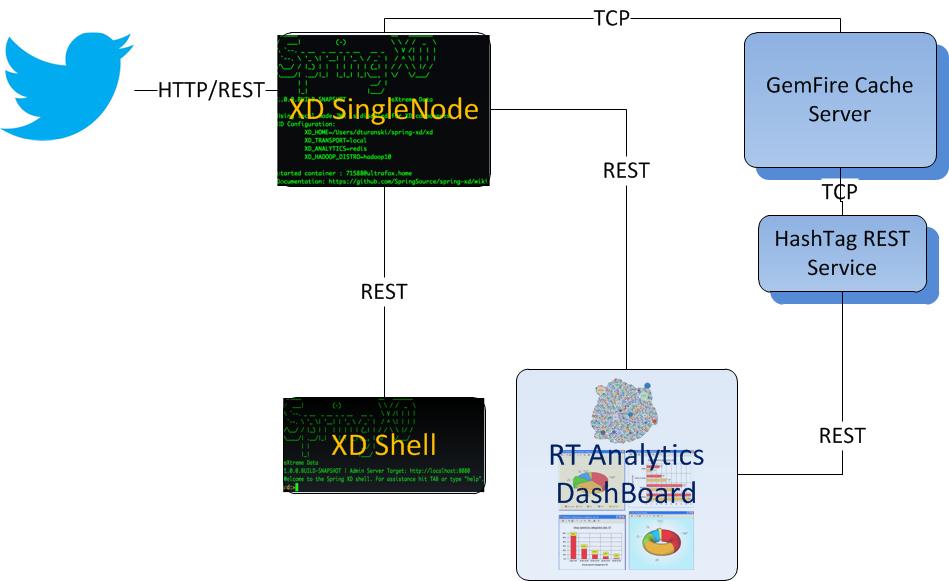 TCP
HTTP/REST
XD SingleNode
1.0.0.BUILD-SNAPSHOT eXtreme Data
XD Configuration:
XD_HOME=/Users/dturanski/spring-xd/xd
XD_TRANSPORT=local
XD_ANALYTICS=redis
XD_HADOOP_DISTRO=hadoop10
started container :
Documentation: https://github.com/SpringSource/spring-xd/wiki
GemFire Cache
Server
REST
TCP
HashTag REST
Service
REST
XD Shell
eXtreme Data
1.0.0.BUILD-SNAPSHOT | Admin Server Target: http://localhost:8080
Welcome to the Spring XD shell. For assistance hit TAB or type "help".
xd:>
RT Analytics
DashBoard
REST